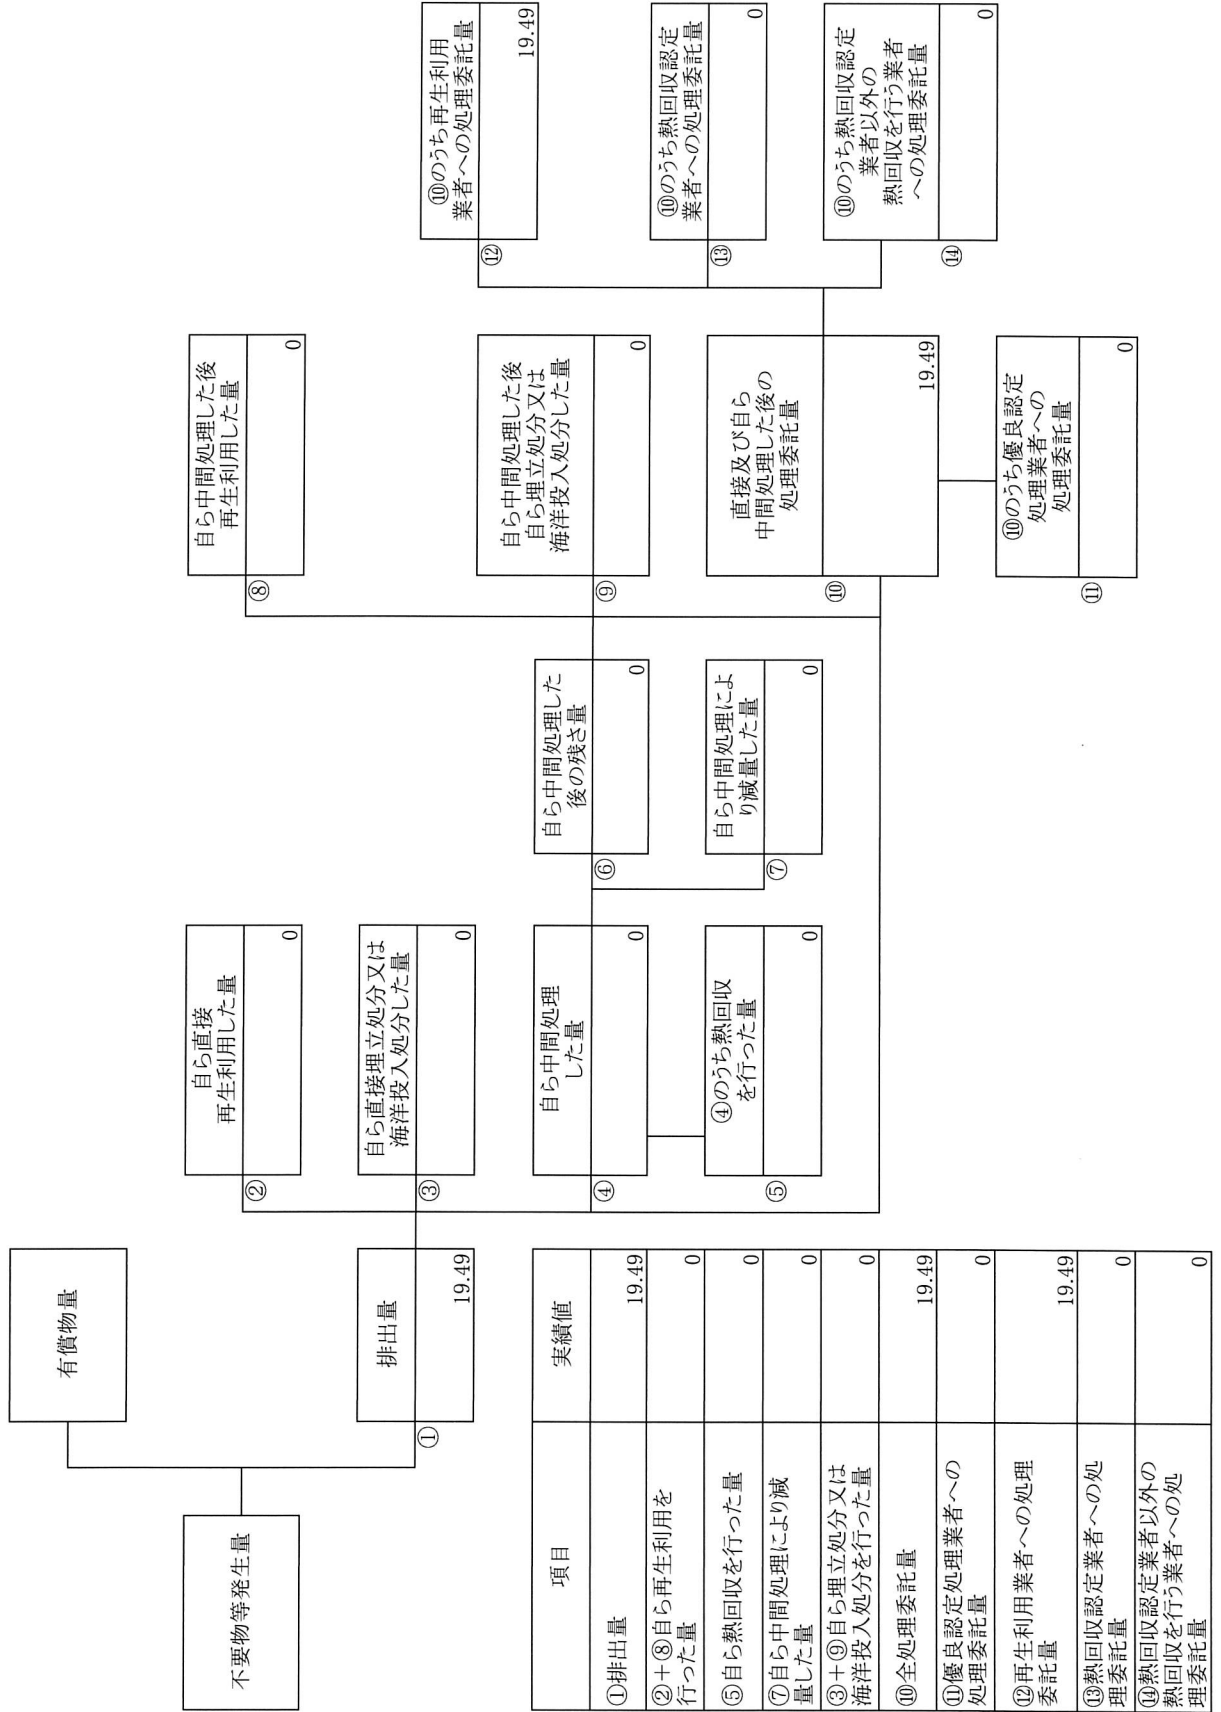 不要物等発生量
有償物量
①
排出量
19.49
②
自ら直接
再生利用した量
0
③
自ら直接埋立処分又は
海洋投入処分した量
0
④
自ら中間処理
した量
0
⑤
④のうち熱回収
を行った量
0
⑥
自ら中間処理した
後の残さ量
0
⑦
自ら中間処理によ
り減量した量
0
⑧
自ら中間処理した後
再生利用した量
0
⑨
自ら中間処理した後
自ら埋立処分又は
海洋投入処分した量
0
⑩
直接及び自ら
中間処理した後の
処理委託量
19.49
⑪
⑩のうち優良認定
処理業者への
処理委託量
0
⑫
⑩のうち再生利用
業者への処理委託量
19.49
⑬
⑩のうち熱回収認定
業者への処理委託量
0
⑭
⑩のうち熱回収認定
業者以外の
熱回収を行う業者
への処理委託量
0
項目
実績値
①排出量
19.49
②+⑧自ら再生利用を
行った量
0
⑤自ら熱回収を行った量
0
⑦自ら中間処理により減
量した量
0
③+⑨自ら埋立処分又は
海洋投入処分を行った量
0
⑩全処理委託量
19.49
⑪優良認定処理業者への
処理委託量
0
⑫再生利用業者への処理
委託量
19.49
⑬熱回収認定業者への処
理委託量
0
⑭熱回収認定業者以外の
熱回収を行う業者への処
理委託量
0